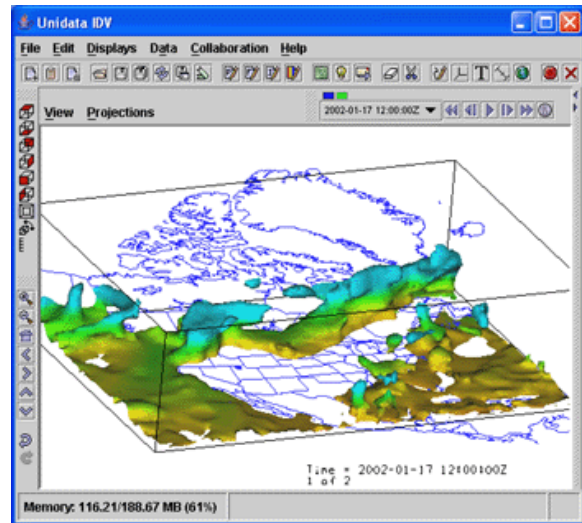 Unidata IDV
File Edit Displays Data Collaboration Help
View Projections
2002-01-17 12:00:00Z
Time = 2002-01-17 12:00:00Z
1 of 2
Memory: 116.21/188.67 MB (61%)